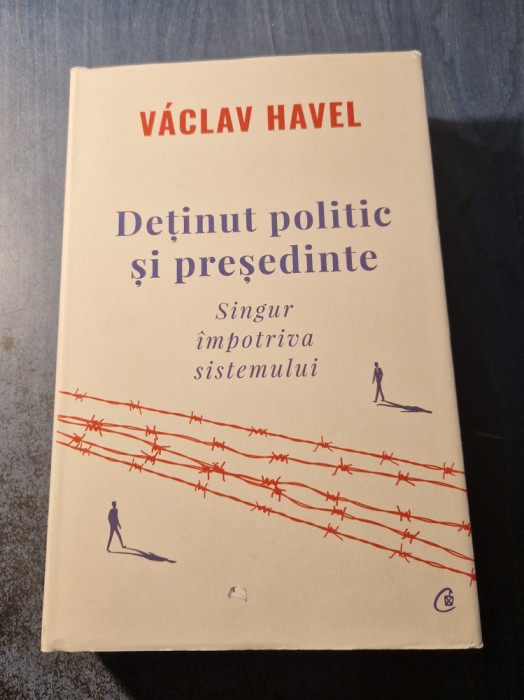 VÁCLAV HAVEL
Deținut politic
și președinte
Singur
împotriva
sistemului